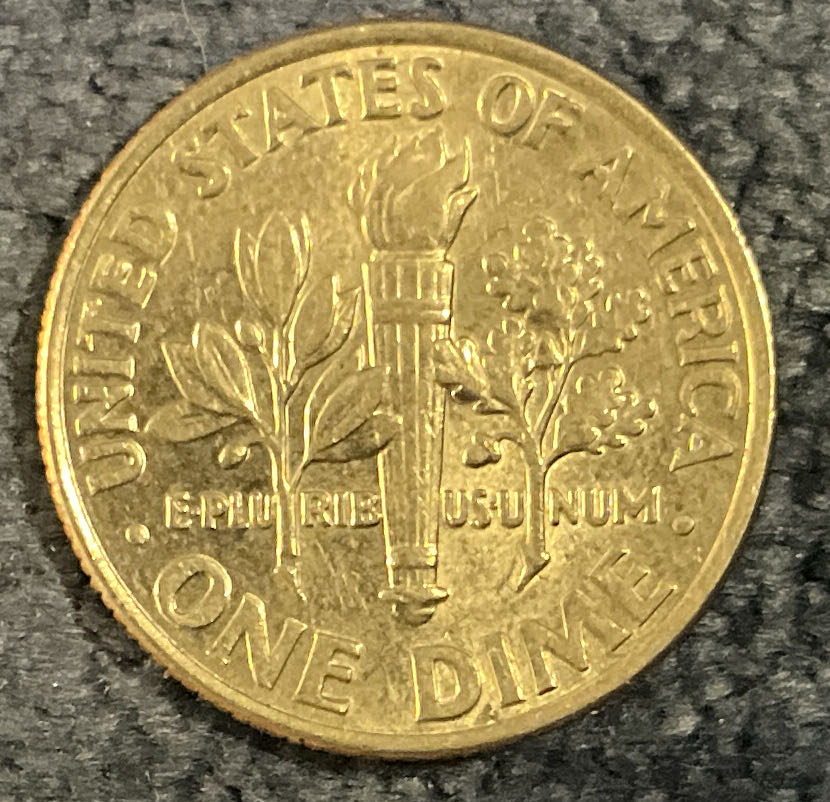 UNITED STATES OF AMERICA
E·PLURIBUS·UNUM
ONE DIME